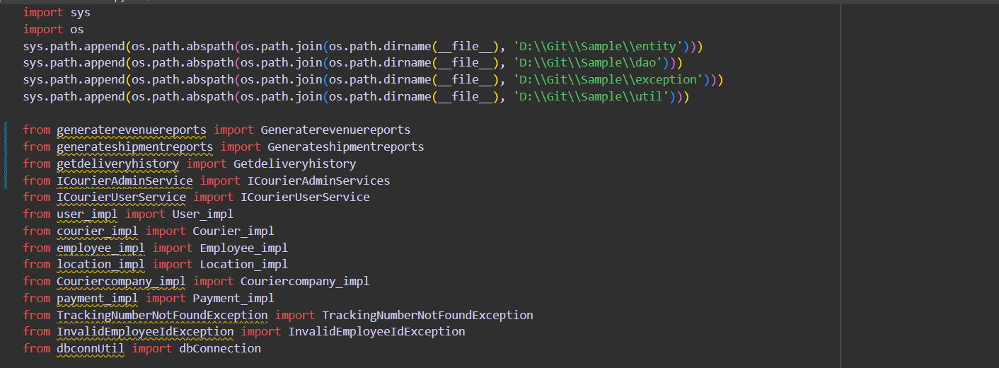 import sys
import os
sys.path.append(os.path.abspath(os.path.join(os.path.dirname(__file__), 'D:\\Git\\Sample\\entity')))
sys.path.append(os.path.abspath(os.path.join(os.path.dirname(__file__), 'D:\\Git\\Sample\\dao')))
sys.path.append(os.path.abspath(os.path.join(os.path.dirname(__file__), 'D:\\Git\\Sample\\exception')))
sys.path.append(os.path.abspath(os.path.join(os.path.dirname(__file__), 'D:\\Git\\Sample\\util')))
from generaterevenuereports import Generaterevenuereports
from generateshipmentreports import Generateshipmentreports
from getdeliveryhistory import Getdeliveryhistory
from ICourierAdminService import ICourierAdminServices
from ICourierUserService import ICourierUserService
from user_impl import User_impl
from courier_impl import Courier_impl
from employee_impl import Employee_impl
from location_impl import Location_impl
from Couriercompany_impl import Couriercompany_impl
from payment_impl import Payment_impl
from TrackingNumberNotFoundException import TrackingNumberNotFoundException
from InvalidEmployeeIdException import InvalidEmployeeIdException
from dbconnUtil import dbConnection